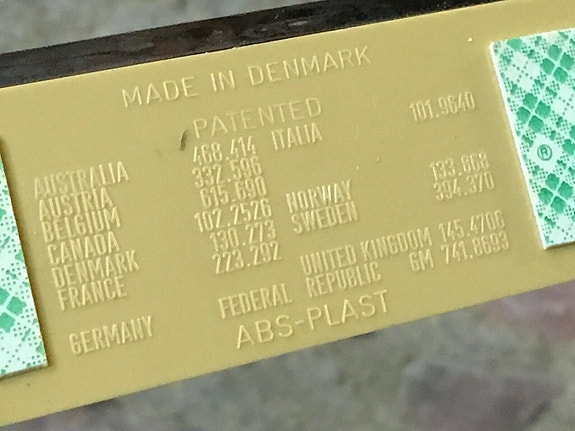 MADE IN DENMARK
PATENTED
AUSTRALIA 468.414 ITALIA 101.9640
AUSTRIA 332.596
BELGIUM 615.690 NORWAY 133.668
CANADA 102.2526 SWEDEN 394.370
DENMARK 130.273
FRANCE 223.292 UNITED KINGDOM 145.4706
GERMANY FEDERAL REPUBLIC GM 741.8693
ABS-PLAST
®